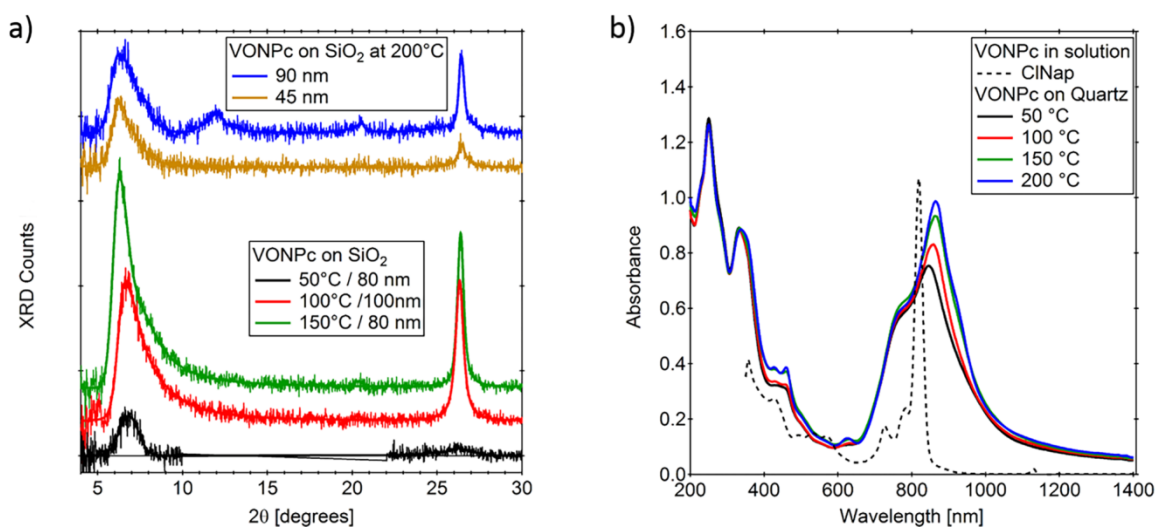 a)
VONPc on SiO₂ at 200°C
90 nm
45 nm
VONPc on SiO₂
50°C / 80 nm
100°C /100nm
150°C / 80 nm
XRD Counts
5 10 15 20 25 30
2θ [degrees]
b)
VONPc in solution
ClNap
VONPc on Quartz
50 °C
100 °C
150 °C
200 °C
1.6
1.4
1.2
1.0
0.8
0.6
0.4
0.2
0.0
Absorbance
200 400 600 800 1000 1200 1400
Wavelength [nm]